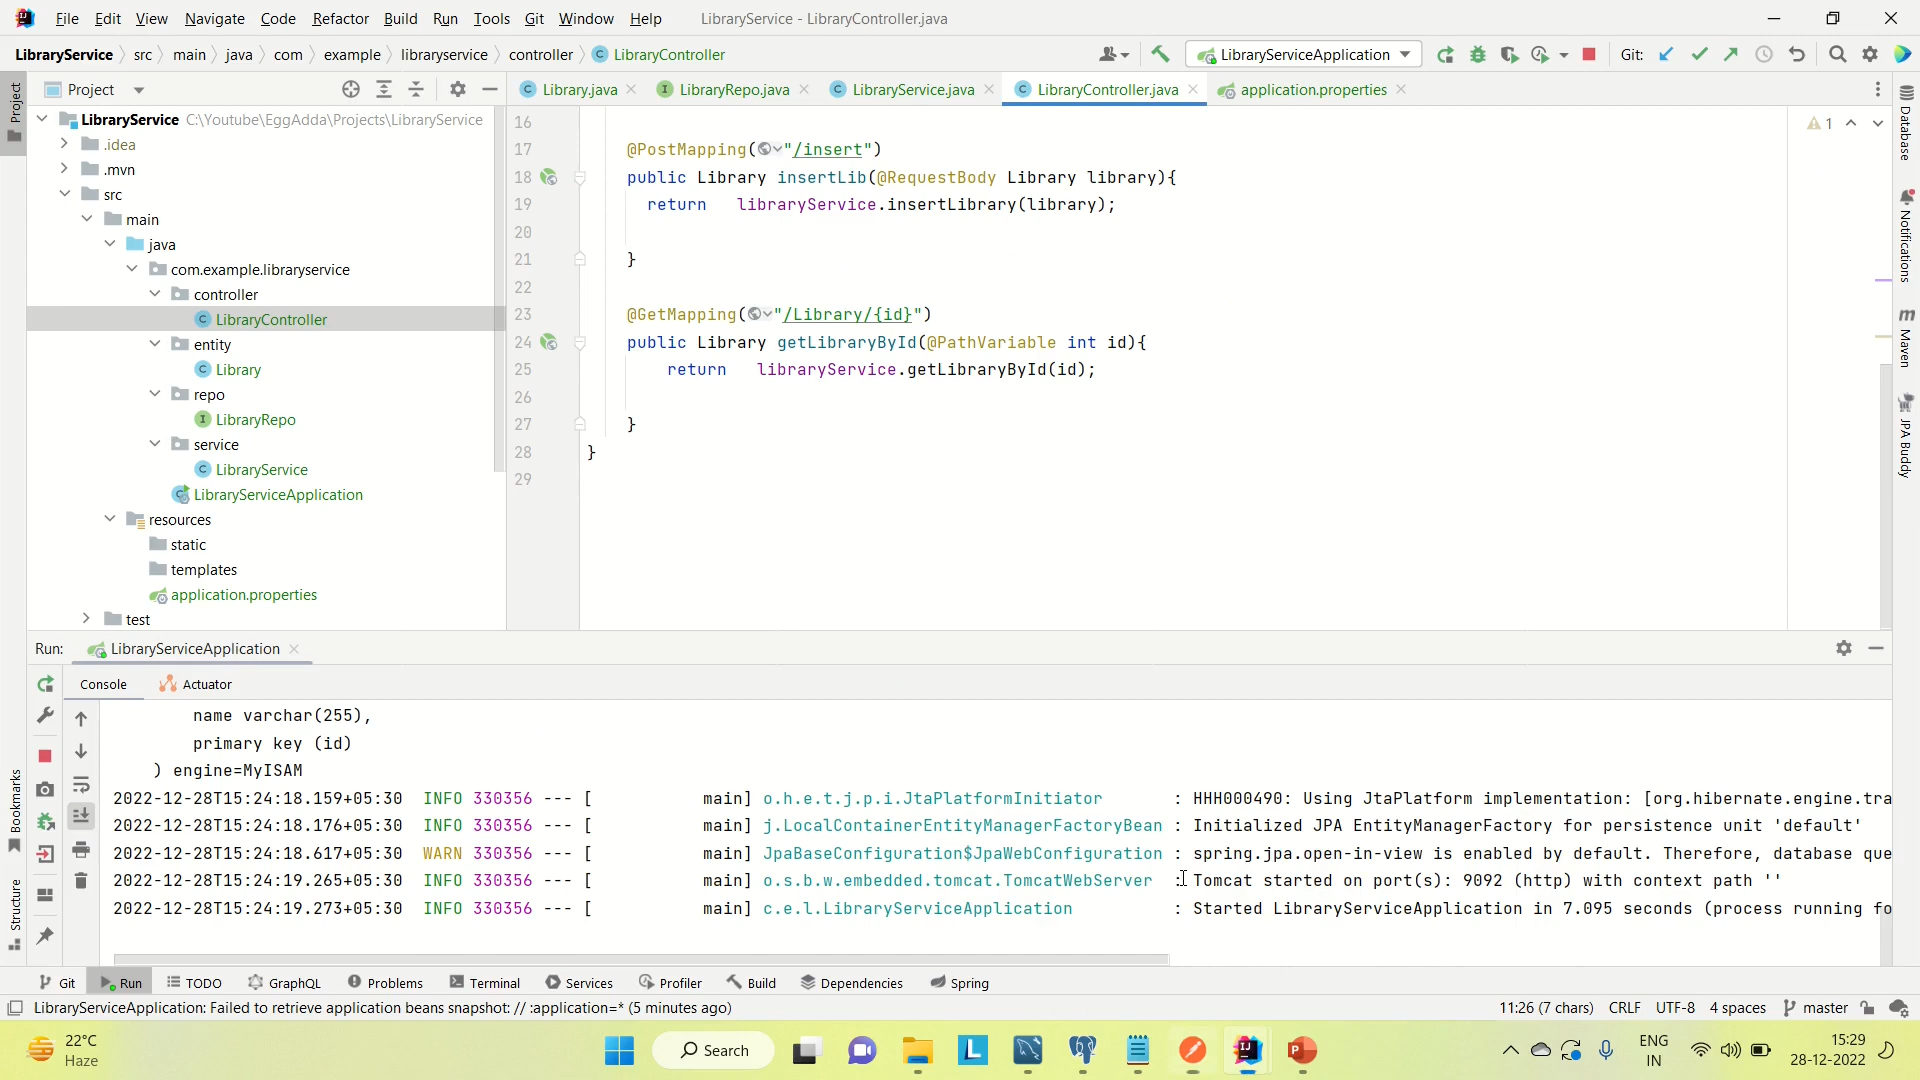 File Edit View Navigate Code Refactor Build Run Tools Git Window Help LibraryService - LibraryController.java
LibraryService src main java com example libraryservice controller LibraryController LibraryServiceApplication Git:
Project Library.java LibraryRepo.java LibraryService.java LibraryController.java application.properties
Project
LibraryService C:\Youtube\EggAdda\Projects\LibraryService
.idea
.mvn
src
main
java
com.example.libraryservice
controller
LibraryController
entity
Library
repo
LibraryRepo
service
LibraryService
LibraryServiceApplication
resources
static
templates
application.properties
test
16
17 @PostMapping("/insert")
18 public Library insertLib(@RequestBody Library library){
19 return libraryService.insertLibrary(library);
20
21 }
22
23 @GetMapping("/Library/{id}")
24 public Library getLibraryById(@PathVariable int id){
25 return libraryService.getLibraryById(id);
26
27 }
28 }
29
1
Database
Notifications
Maven
JPA Buddy
Run: LibraryServiceApplication
Console Actuator
name varchar(255),
primary key (id)
) engine=MyISAM
2022-12-28T15:24:18.159+05:30 INFO 330356 --- [ main] o.h.e.t.j.p.i.JtaPlatformInitiator : HHH000490: Using JtaPlatform implementation: [org.hibernate.engine.tra
2022-12-28T15:24:18.176+05:30 INFO 330356 --- [ main] j.LocalContainerEntityManagerFactoryBean : Initialized JPA EntityManagerFactory for persistence unit 'default'
2022-12-28T15:24:18.617+05:30 WARN 330356 --- [ main] JpaBaseConfiguration$JpaWebConfiguration : spring.jpa.open-in-view is enabled by default. Therefore, database que
2022-12-28T15:24:19.265+05:30 INFO 330356 --- [ main] o.s.b.w.embedded.tomcat.TomcatWebServer : Tomcat started on port(s): 9092 (http) with context path ''
2022-12-28T15:24:19.273+05:30 INFO 330356 --- [ main] c.e.l.LibraryServiceApplication : Started LibraryServiceApplication in 7.095 seconds (process running fo
Bookmarks
Structure
Git Run TODO GraphQL Problems Terminal Services Profiler Build Dependencies Spring
LibraryServiceApplication: Failed to retrieve application beans snapshot: // :application=* (5 minutes ago) 11:26 (7 chars) CRLF UTF-8 4 spaces master
22°C
Haze
Search
ENG
IN
15:29
28-12-2022